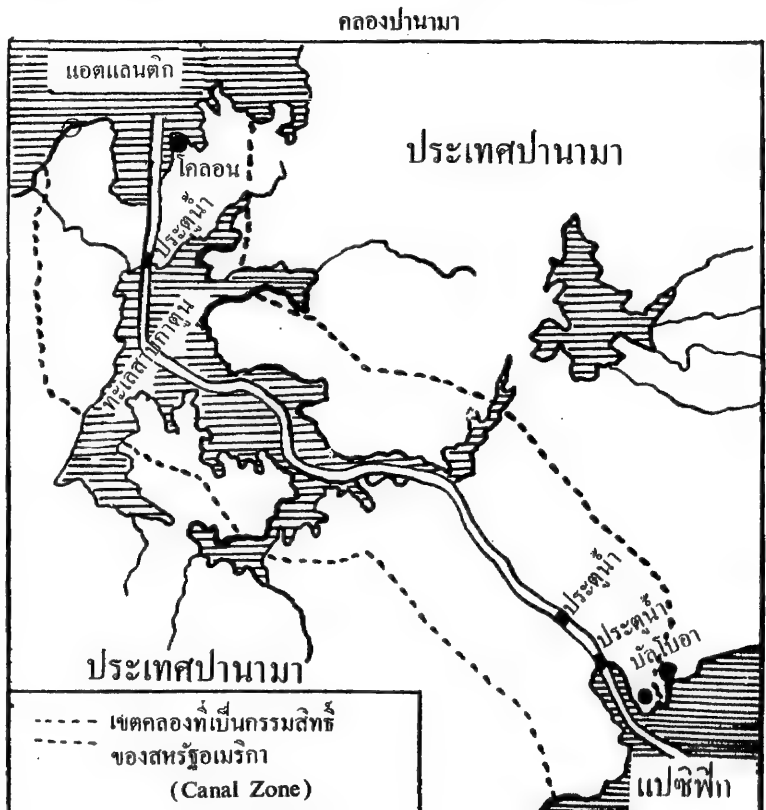 คลองปานามา
แอตแลนติก
โคลอน
ประเทศปานามา
ประตูน้ำ
ทะเลสาบกาตูน
ประตูน้ำ
ประตูน้ำ
บัลโบอา
ประเทศปานามา
เขตคลองที่เป็นกรรมสิทธิ์
ของสหรัฐอเมริกา
(Canal Zone)
แปซิฟิก